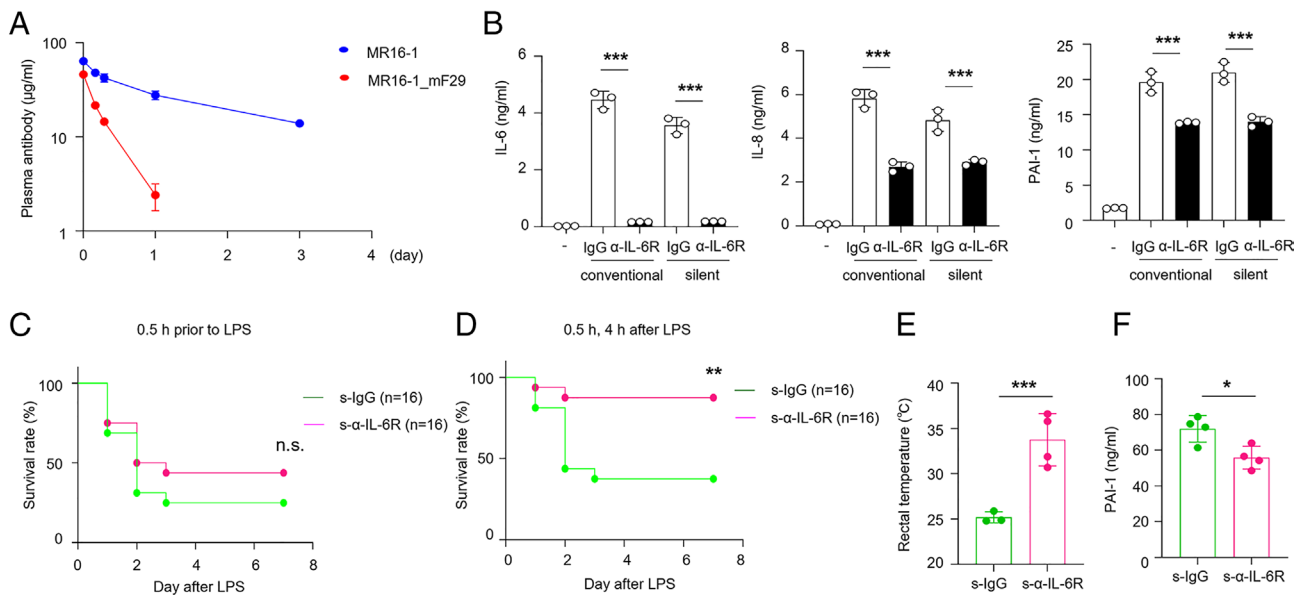 A
Plasma antibody (μg/ml)
100
10
1
0
1
2
3
4
(day)
MR16-1
MR16-1_mF29
B
IL-6 (ng/ml)
6
4
2
0
***
***
-
IgG α-IL-6R
IgG α-IL-6R
conventional
silent
IL-8 (ng/ml)
8
6
4
2
0
***
***
-
IgG α-IL-6R
IgG α-IL-6R
conventional
silent
PAI-1 (ng/ml)
25
20
15
10
5
0
***
***
-
IgG α-IL-6R
IgG α-IL-6R
conventional
silent
C
0.5 h prior to LPS
Survival rate (%)
100
50
0
0
2
4
6
8
Day after LPS
n.s.
s-IgG (n=16)
s-α-IL-6R (n=16)
D
0.5 h, 4 h after LPS
Survival rate (%)
100
50
0
0
2
4
6
8
Day after LPS
**
s-IgG (n=16)
s-α-IL-6R (n=16)
E
Rectal temperature (℃)
40
35
30
25
20
***
s-IgG
s-α-IL-6R
F
PAI-1 (ng/ml)
100
80
60
40
20
0
*
s-IgG
s-α-IL-6R